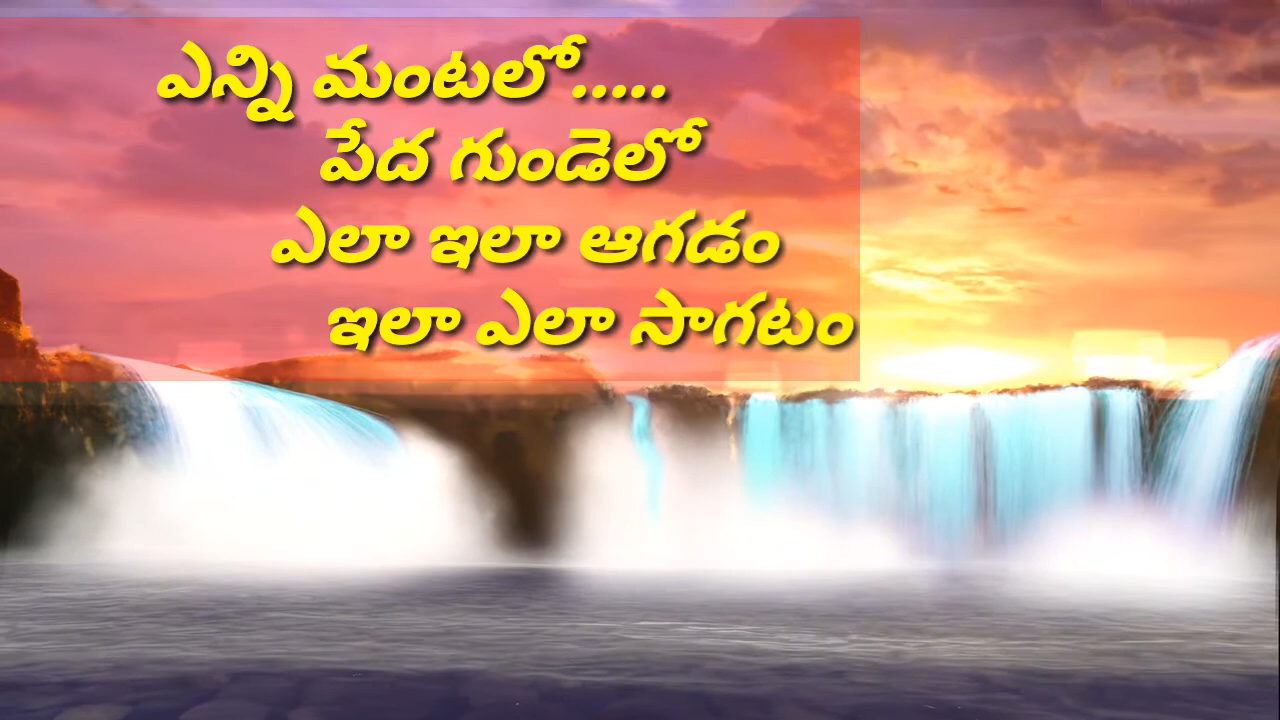 ఎన్ని మంటలో.....
పేద గుండెలో
ఎలా ఇలా ఆగడం
ఇలా ఎలా సాగటం